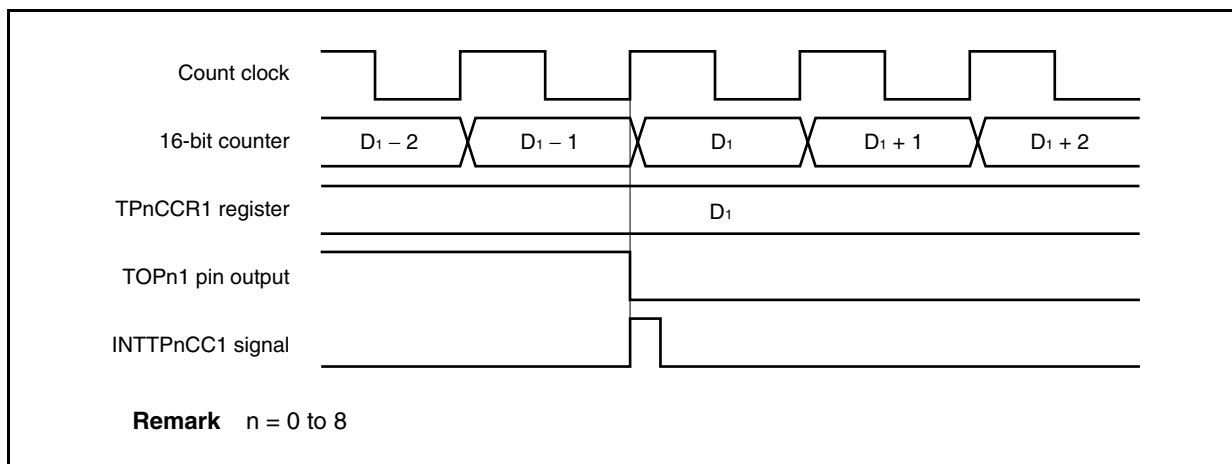 Count clock
16-bit counter
D₁ – 2
D₁ – 1
D₁
D₁ + 1
D₁ + 2
TPnCCR1 register
D₁
TOPn1 pin output
INTTPnCC1 signal
Remark n = 0 to 8